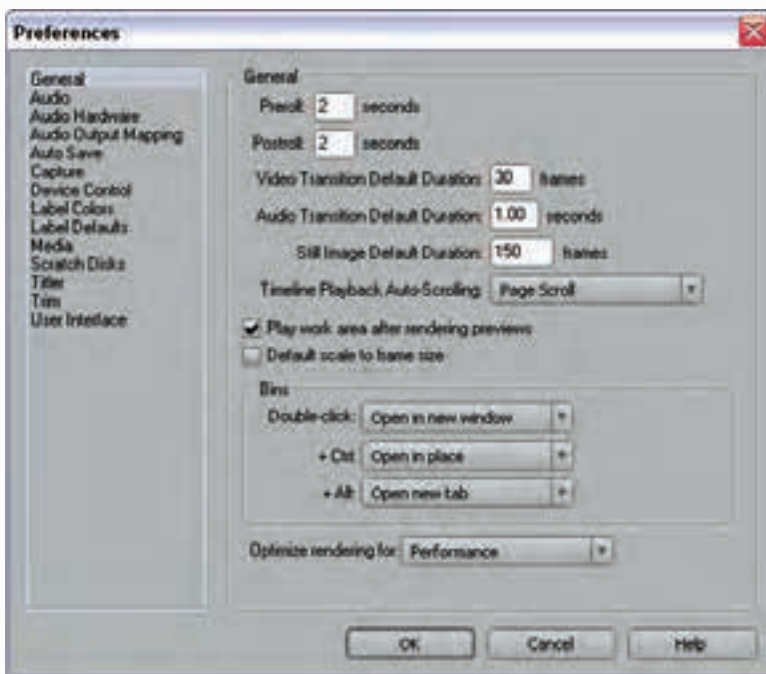 Preferences
General
Audio
Audio Hardware
Audio Output Mapping
Auto Save
Capture
Device Control
Label Colors
Label Defaults
Media
Scratch Disks
Titler
Trim
User Interface
General
Preroll: 2 seconds
Postroll: 2 seconds
Video Transition Default Duration: 30 frames
Audio Transition Default Duration: 1.00 seconds
Still Image Default Duration: 150 frames
Timeline Playback Auto-Scrolling: Page Scroll
Play work area after rendering previews
Default scale to frame size
Bins
Double-click: Open in new window
+ Ctrl: Open in place
+ Alt: Open new tab
Optimize rendering for: Performance
OK Cancel Help